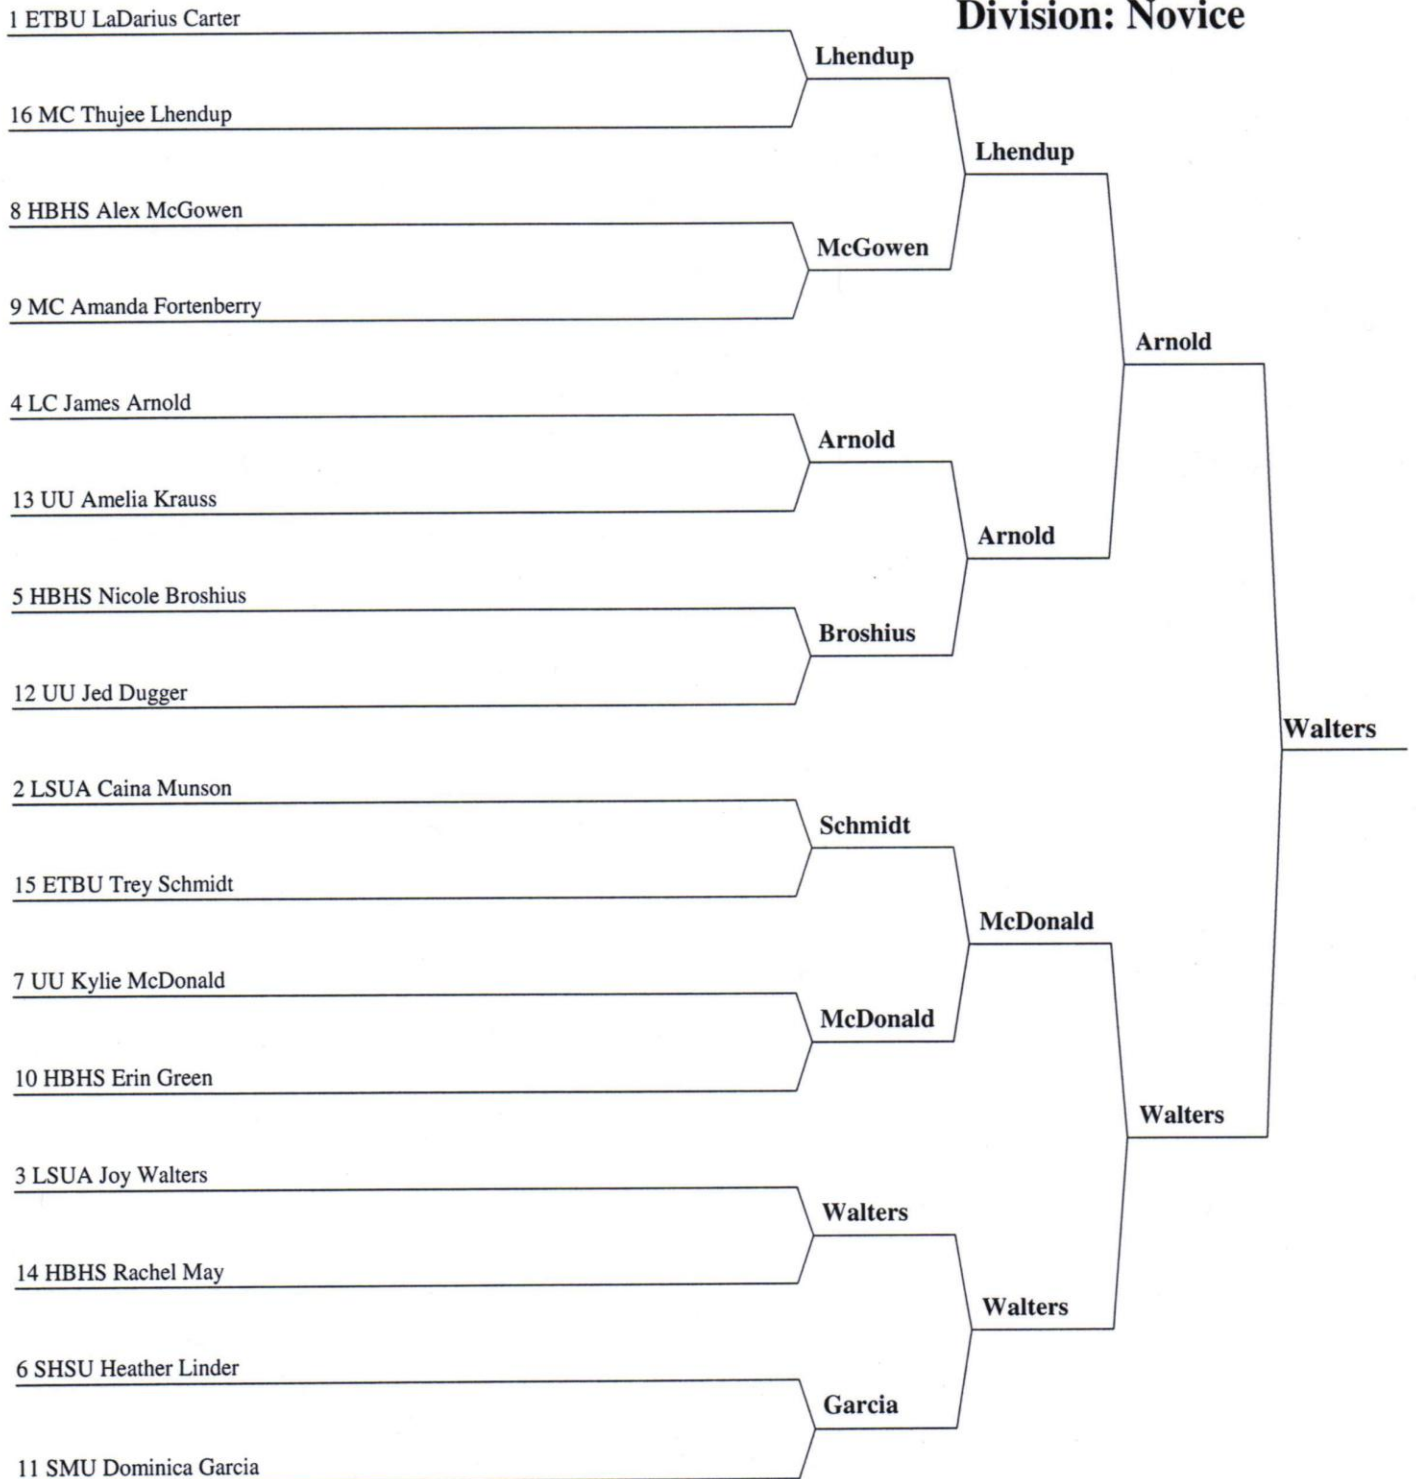 Division: Novice
1 ETBU LaDarius Carter
Lhendup
16 MC Thujee Lhendup
Lhendup
8 HBHS Alex McGowen
McGowen
9 MC Amanda Fortenberry
Arnold
4 LC James Arnold
Arnold
13 UU Amelia Krauss
Arnold
5 HBHS Nicole Broshius
Broshius
12 UU Jed Dugger
Walters
2 LSUA Caina Munson
Schmidt
15 ETBU Trey Schmidt
McDonald
7 UU Kylie McDonald
McDonald
10 HBHS Erin Green
Walters
3 LSUA Joy Walters
Walters
14 HBHS Rachel May
Walters
6 SHSU Heather Linder
Garcia
11 SMU Dominica Garcia